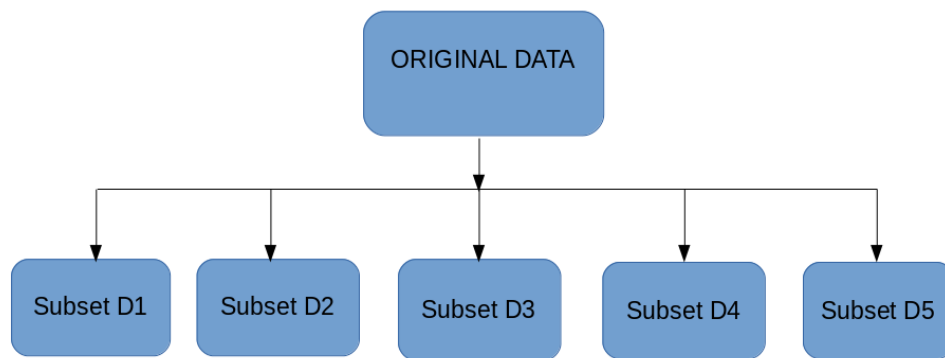 ORIGINAL DATA
Subset D1
Subset D2
Subset D3
Subset D4
Subset D5